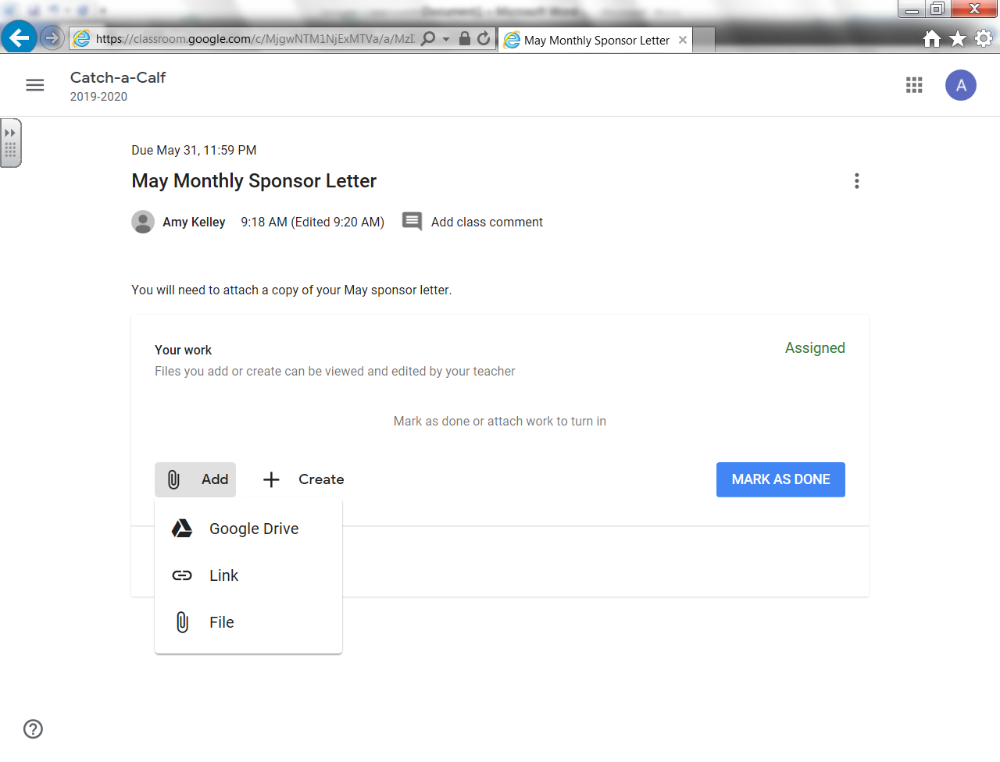 https://classroom.google.com/c/MjgwNTM1NjExMTVa/a/MzI
May Monthly Sponsor Letter
Catch-a-Calf
2019-2020
A
Due May 31, 11:59 PM
May Monthly Sponsor Letter
Amy Kelley 9:18 AM (Edited 9:20 AM) Add class comment
You will need to attach a copy of your May sponsor letter.
Your work
Assigned
Files you add or create can be viewed and edited by your teacher
Mark as done or attach work to turn in
Add Create MARK AS DONE
Google Drive
Link
File